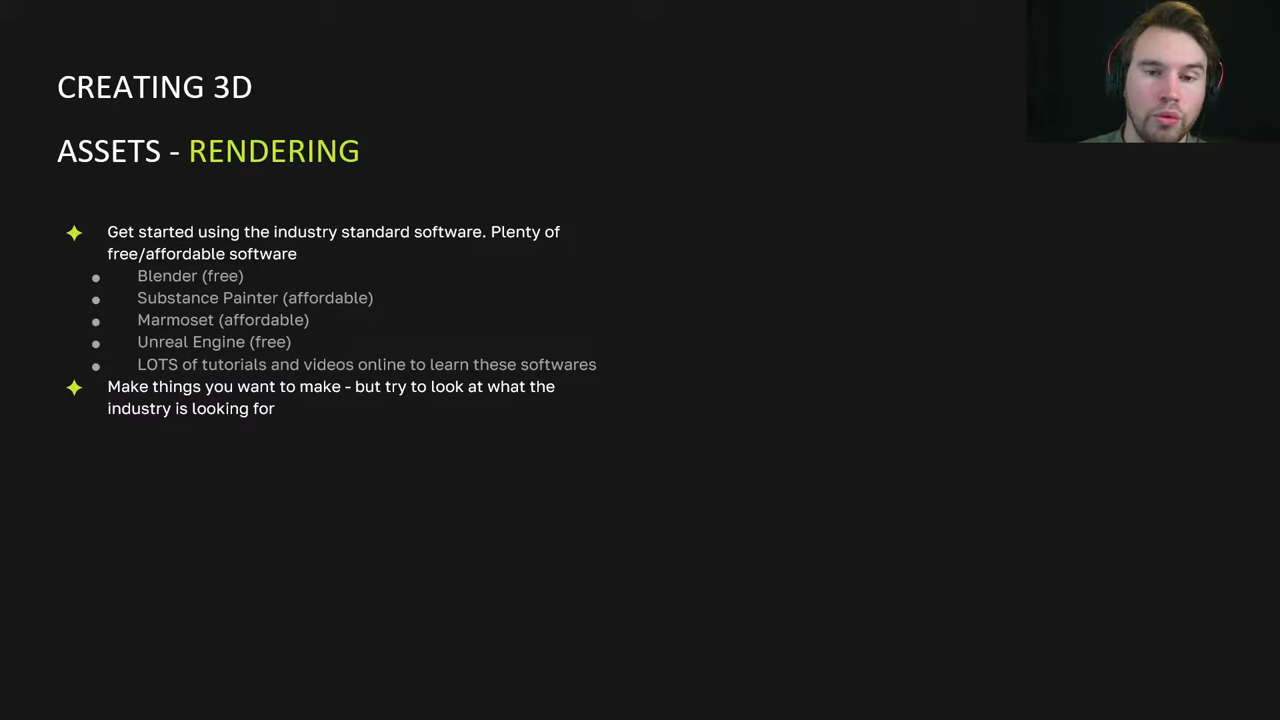 CREATING 3D
ASSETS - RENDERING
Get started using the industry standard software. Plenty of
free/affordable software
Blender (free)
Substance Painter (affordable)
Marmoset (affordable)
Unreal Engine (free)
LOTS of tutorials and videos online to learn these softwares
Make things you want to make - but try to look at what the
industry is looking for